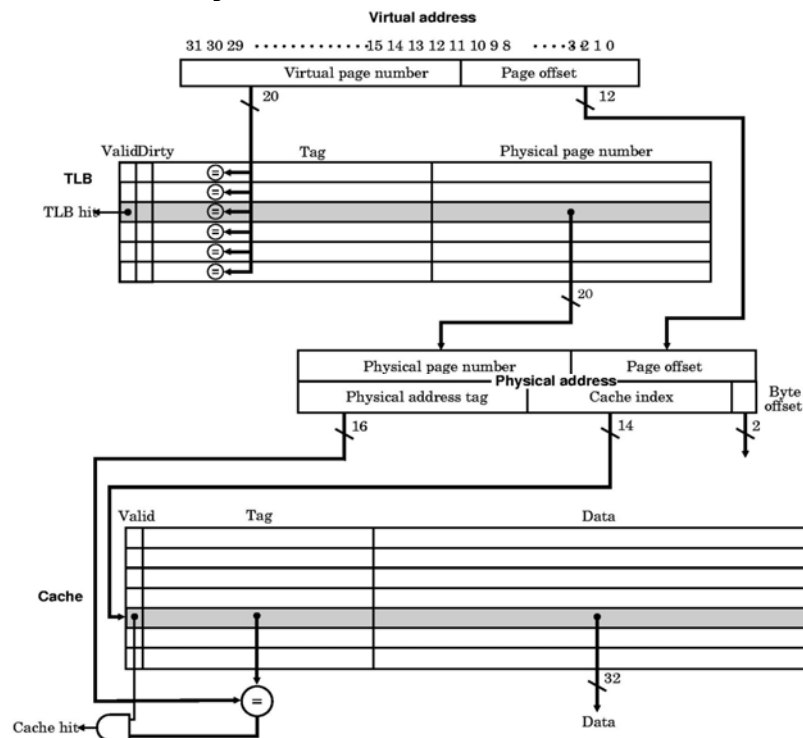 Virtual address
31 30 29 ··················15 14 13 12 11 10 9 8 ·····3 2 1 0
Virtual page number Page offset
20 12
ValidDirty Tag Physical page number
TLB
=
=
TLB hit =
=
=
=
20
Physical page number Page offset
Physical address
Physical address tag Cache index Byte
offset
16 14 2
Valid Tag Data
Cache
32
=
Cache hit Data